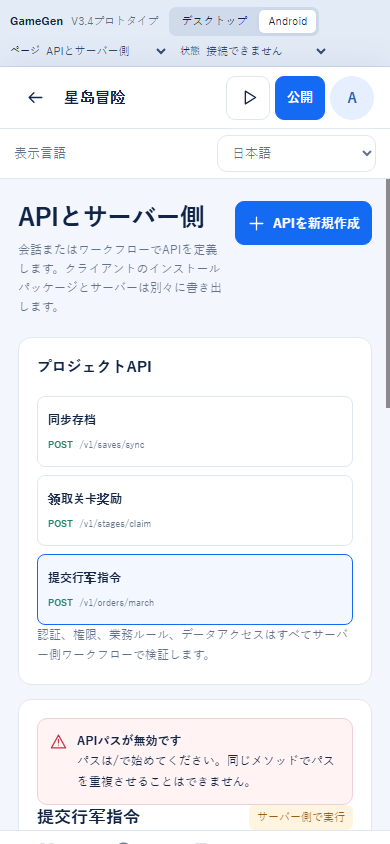 GameGen V3.4プロトタイプ デスクトップ Android
ページ APIとサーバー側 状態 接続できません
星岛冒险 公開 A
表示言語 日本語
APIとサーバー側
APIを新規作成
会話またはワークフローでAPIを定義
します。クライアントのインストール
パッケージとサーバーは別々に書き出
します。
プロジェクトAPI
同步存档
POST /v1/saves/sync
领取关卡奖励
POST /v1/stages/claim
提交行军指令
POST /v1/orders/march
認証、権限、業務ルール、データアクセスはすべてサーバ
ー側ワークフローで検証します。
APIパスが無効です
パスは/で始めてください。同じメソッドでパス
を重複させることはできません。
提交行军指令 サーバー側で実行